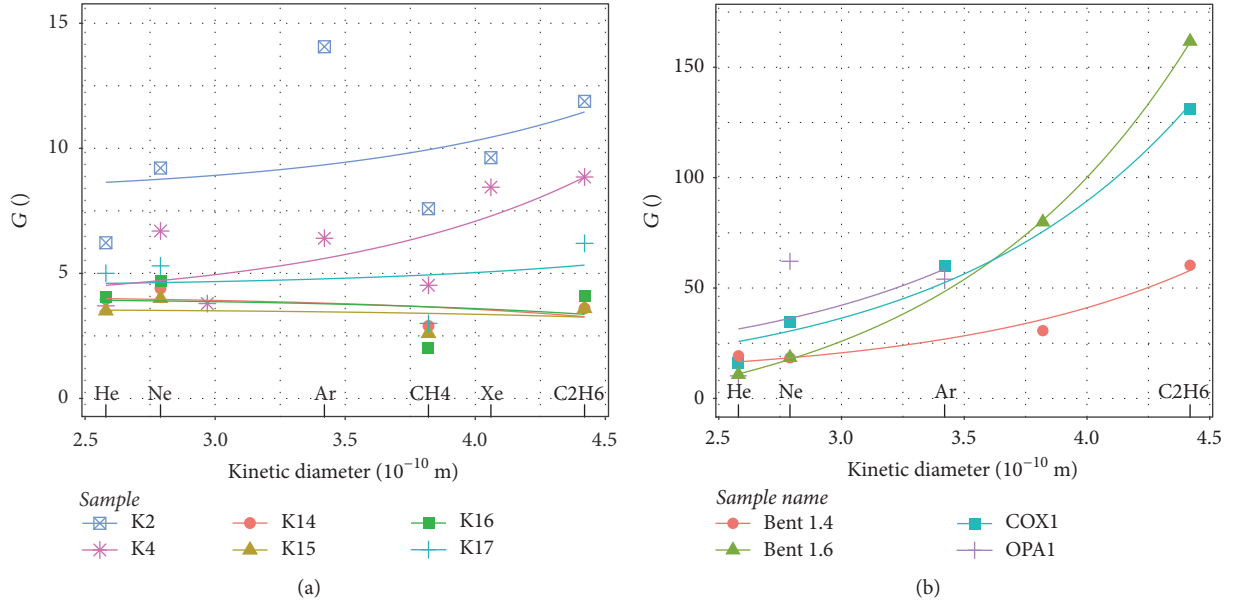 15
10
5
0
G ()
He Ne Ar CH4 Xe C2H6
2.5 3.0 3.5 4.0 4.5
Kinetic diameter (10⁻¹⁰ m)
Sample
K2 K14 K16
K4 K15 K17
(a)
150
100
50
0
G ()
He Ne Ar C2H6
2.5 3.0 3.5 4.0 4.5
Kinetic diameter (10⁻¹⁰ m)
Sample name
Bent 1.4 COX1
Bent 1.6 OPA1
(b)